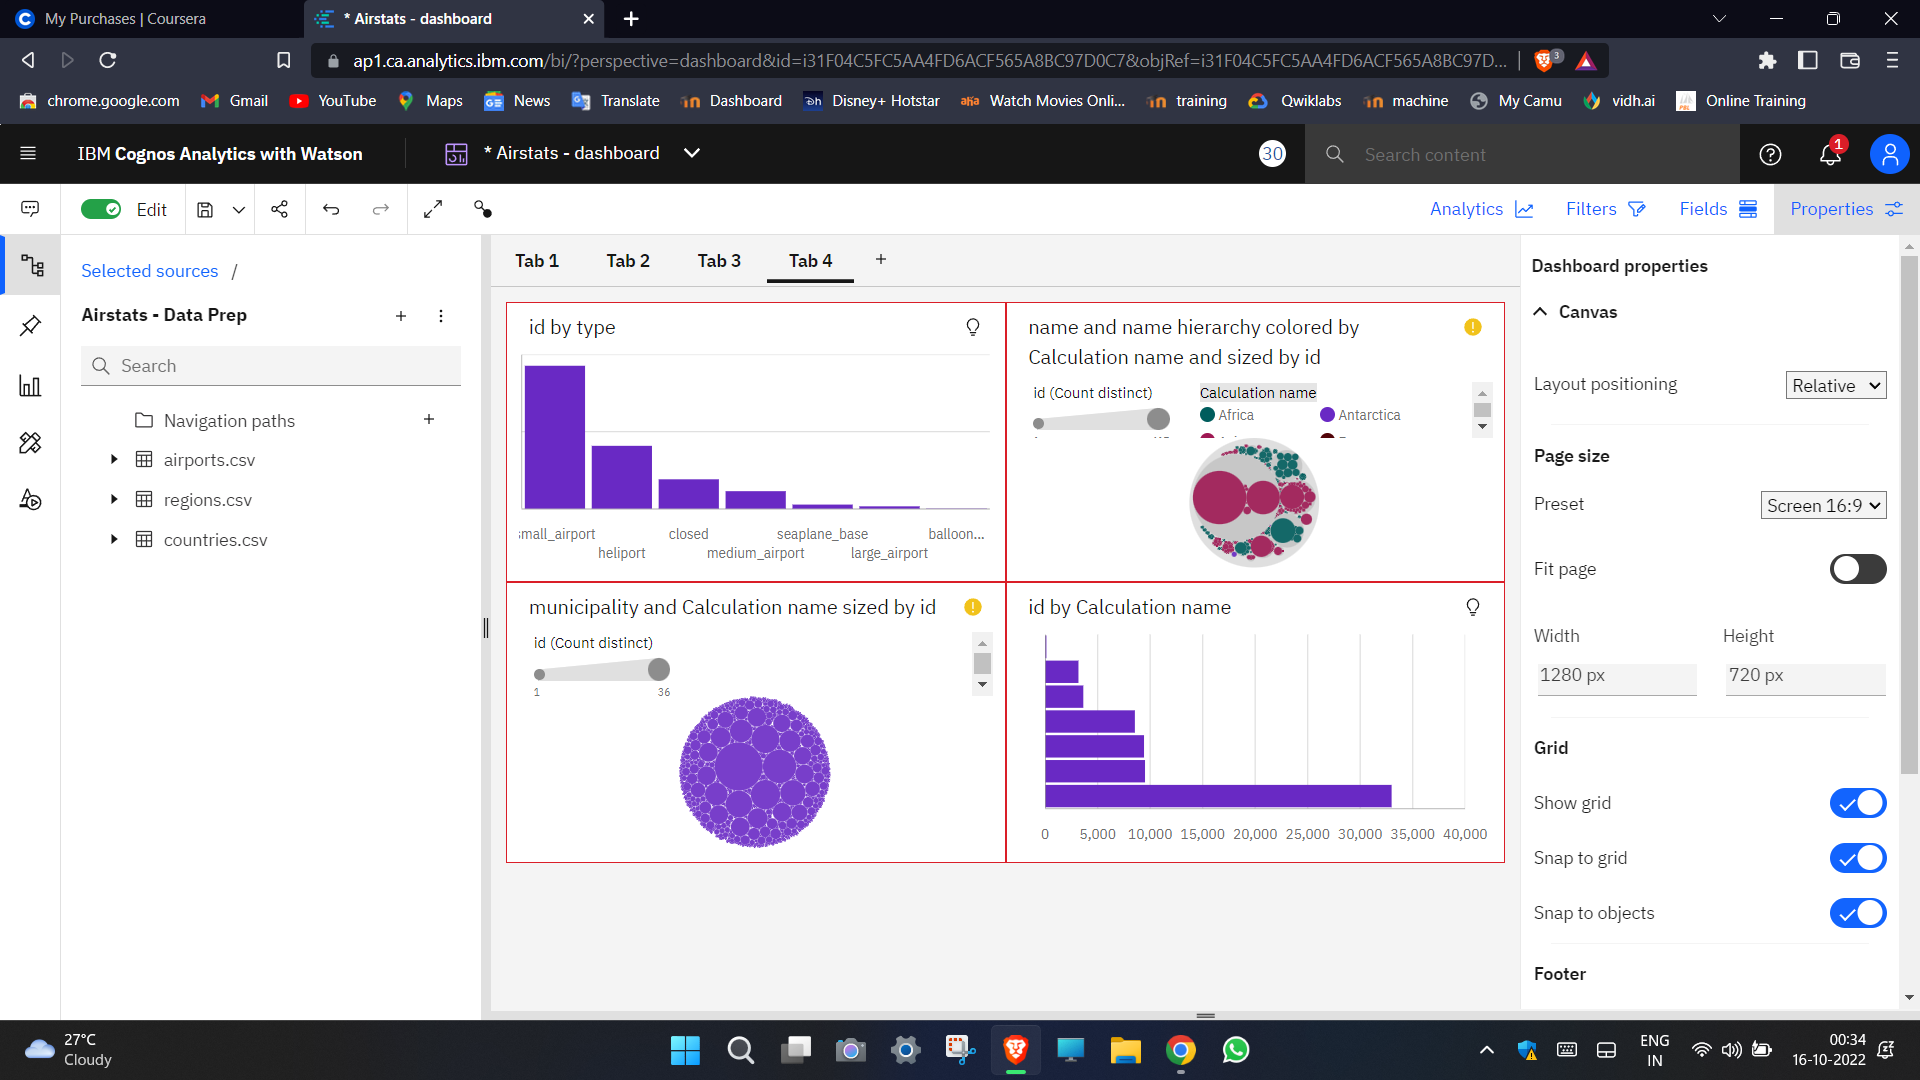 My Purchases | Coursera
* Airstats - dashboard
ap1.ca.analytics.ibm.com/bi/?perspective=dashboard&id=i31F04C5FC5AA4FD6ACF565A8BC97D0C7&objRef=i31F04C5FC5AA4FD6ACF565A8BC97D...
3
chrome.google.com
Gmail
YouTube
Maps
News
Translate
Dashboard
Disney+ Hotstar
Watch Movies Onli...
training
Qwiklabs
machine
My Camu
vidh.ai
Online Training
IBM Cognos Analytics with Watson
* Airstats - dashboard
30
Search content
1
Edit
Analytics
Filters
Fields
Properties
Selected sources /
Airstats - Data Prep
Search
Navigation paths
airports.csv
regions.csv
countries.csv
Tab 1
Tab 2
Tab 3
Tab 4
id by type
small_airport
heliport
closed
medium_airport
seaplane_base
large_airport
balloon...
name and name hierarchy colored by
Calculation name and sized by id
id (Count distinct)
Calculation name
Africa
Antarctica
municipality and Calculation name sized by id
id (Count distinct)
1
36
id by Calculation name
0
5,000
10,000
15,000
20,000
25,000
30,000
35,000
40,000
Dashboard properties
Canvas
Layout positioning
Relative
Page size
Preset
Screen 16:9
Fit page
Width
Height
1280 px
720 px
Grid
Show grid
Snap to grid
Snap to objects
Footer
27°C
Cloudy
ENG
IN
00:34
16-10-2022